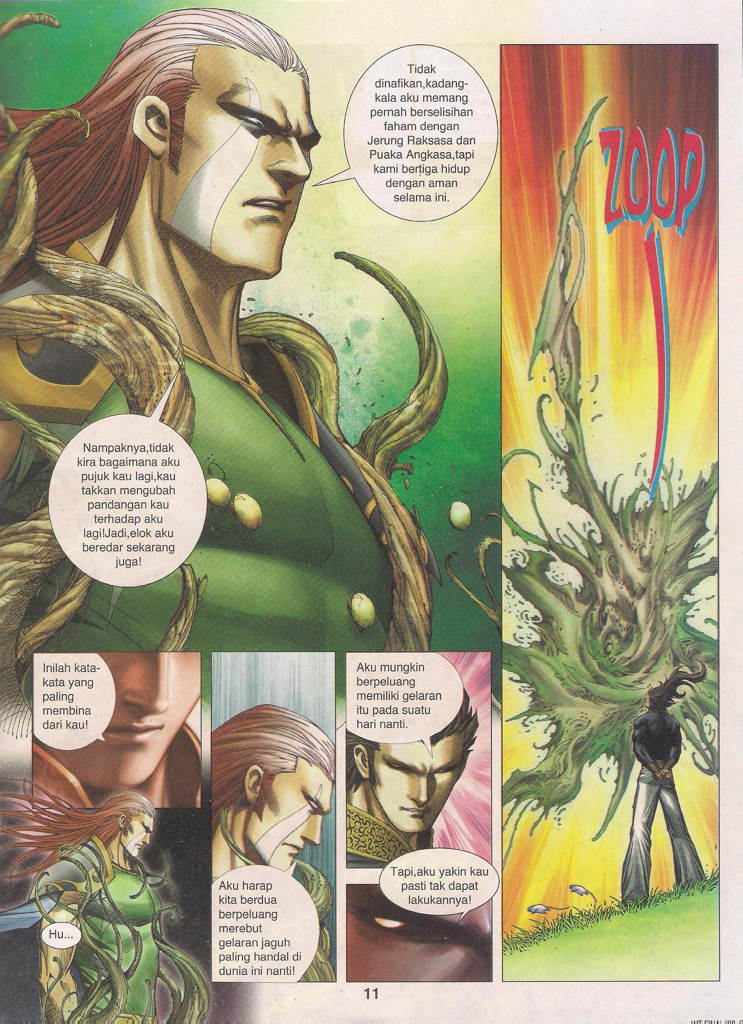 Tidak
dinafikan,kadang-
kala aku memang
pernah berselisihan
faham dengan
Jerung Raksasa dan
Puaka Angkasa,tapi
kami bertiga hidup
dengan aman
selama ini.
ZOOP
Nampaknya,tidak
kira bagaimana aku
pujuk kau lagi,kau
takkan mengubah
pandangan kau
terhadap aku
lagi!Jadi,elok aku
beredar sekarang
juga!
Inilah kata-
kata yang
paling
membina
dari kau!
Hu...
Aku harap
kita berdua
berpeluang
merebut
gelaran jaguh
paling handal di
dunia ini nanti!
Aku mungkin
berpeluang
memiliki gelaran
itu pada suatu
hari nanti.
Tapi,aku yakin kau
pasti tak dapat
lakukannya!
11